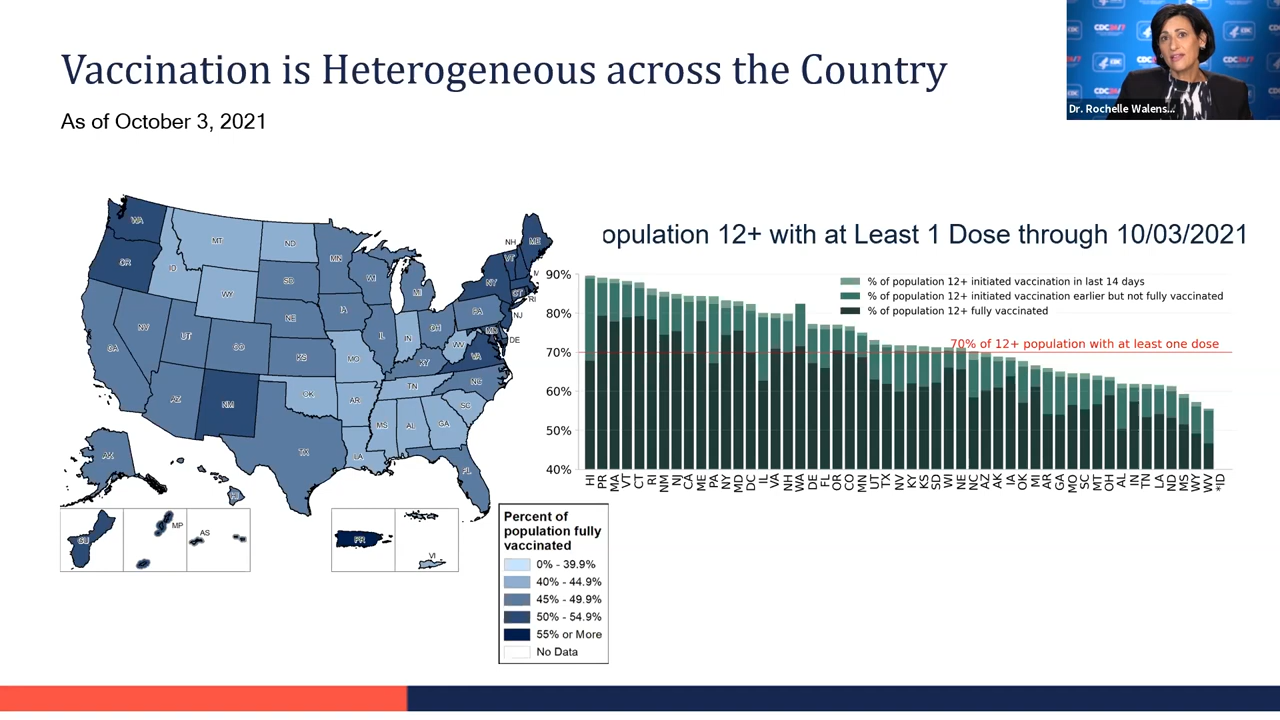 Vaccination is Heterogeneous across the Country
As of October 3, 2021
Dr. Rochelle Walens...
WA
OR
MT
ID
WY
ND
SD
NE
MN
WI
IA
MI
NV
UT
CO
CA
AZ
NM
KS
OK
TX
MO
AR
LA
IL
IN
OH
KY
TN
MS
AL
GA
SC
NC
VA
WV
PA
NY
VT
NH
ME
M
CT
RI
NJ
DE
MD
FL
AK
HI
GU
MP
AS
PR
VI
Percent of
population fully
vaccinated
0% - 39.9%
40% - 44.9%
45% - 49.9%
50% - 54.9%
55% or More
No Data
opulation 12+ with at Least 1 Dose through 10/03/2021
% of population 12+ initiated vaccination in last 14 days
% of population 12+ initiated vaccination earlier but not fully vaccinated
% of population 12+ fully vaccinated
70% of 12+ population with at least one dose
90%
80%
70%
60%
50%
40%
HI PR MA VT CT RI NM NJ CA ME PA NY MD DC IL VA NH WA DE FL OR CO MN UT TX NV KY KS SD WI NE NC AZ AK IA OK MI AR GA MO SC MT OH AL IN TN LA ND MS WY WV *ID